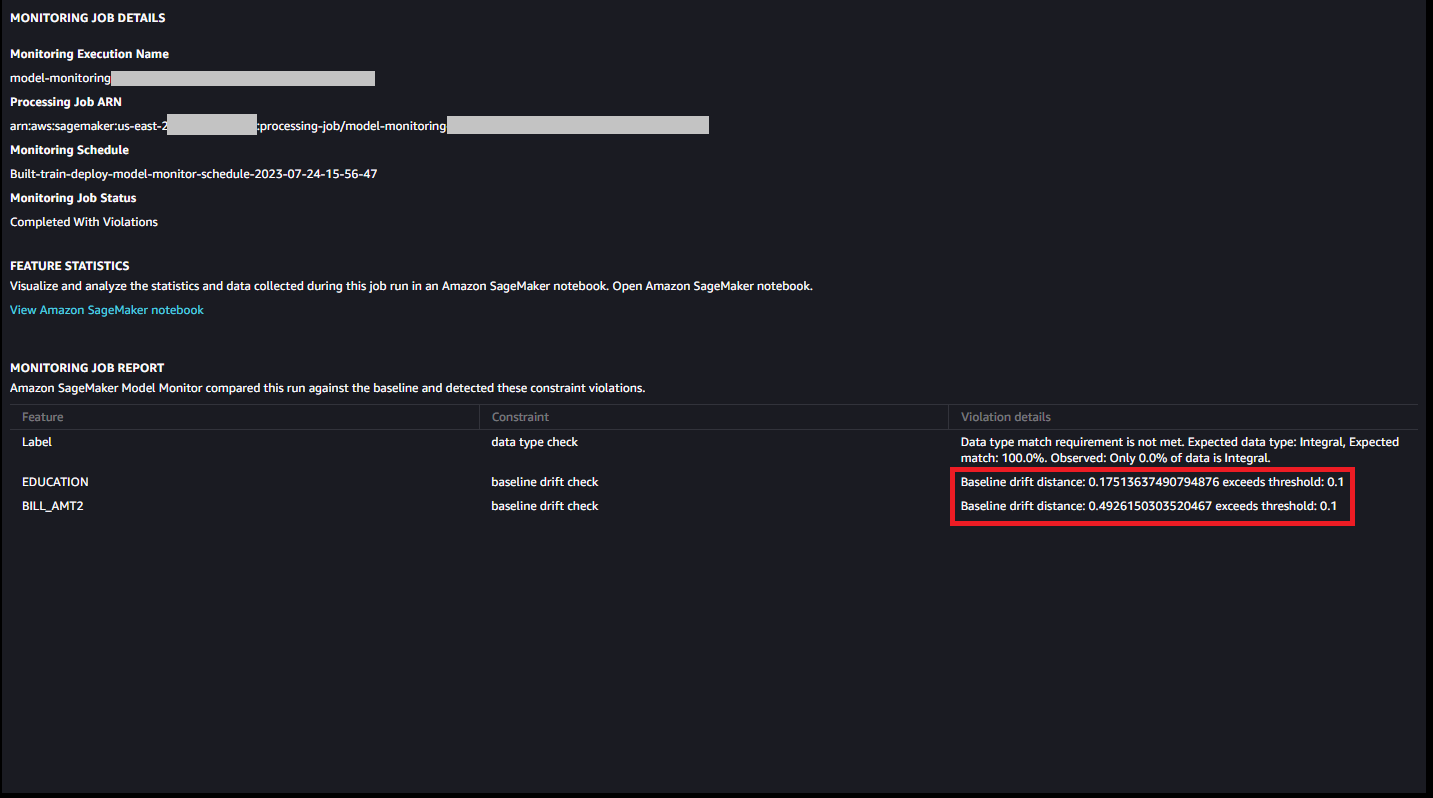 MONITORING JOB DETAILS
Monitoring Execution Name
model-monitoring
Processing Job ARN
arn:aws:sagemaker:us-east-2 :processing-job/model-monitoring
Monitoring Schedule
Built-train-deploy-model-monitor-schedule-2023-07-24-15-56-47
Monitoring Job Status
Completed With Violations
FEATURE STATISTICS
Visualize and analyze the statistics and data collected during this job run in an Amazon SageMaker notebook. Open Amazon SageMaker notebook.
View Amazon SageMaker notebook
MONITORING JOB REPORT
Amazon SageMaker Model Monitor compared this run against the baseline and detected these constraint violations.
Feature Constraint Violation details
Label data type check Data type match requirement is not met. Expected data type: Integral, Expected
match: 100.0%. Observed: Only 0.0% of data is Integral.
EDUCATION baseline drift check Baseline drift distance: 0.17513637490794876 exceeds threshold: 0.1
BILL_AMT2 baseline drift check Baseline drift distance: 0.4926150303520467 exceeds threshold: 0.1